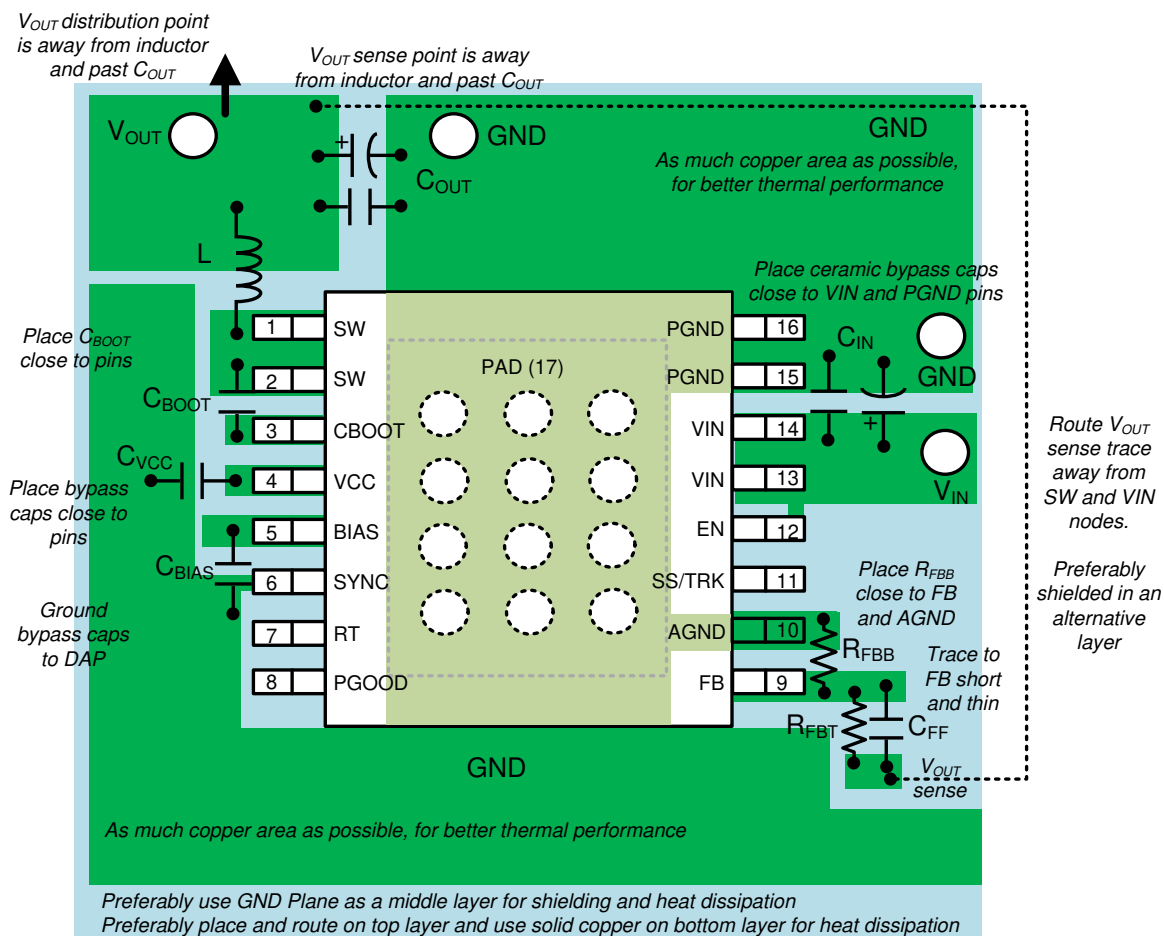 VOUT distribution point
is away from inductor
and past COUT
VOUT sense point is away
from inductor and past COUT
VOUT
+
COUT
GND
GND
As much copper area as possible,
for better thermal performance
L
Place ceramic bypass caps
close to VIN and PGND pins
Place CBOOT
close to pins
CBOOT
CVCC
Place bypass
caps close to
pins
CBIAS
Ground
bypass caps
to DAP
1 SW
2 SW
3 CBOOT
4 VCC
5 BIAS
6 SYNC
7 RT
8 PGOOD
PAD (17)
PGND 16
PGND 15
VIN 14
VIN 13
EN 12
SS/TRK 11
AGND 10
FB 9
CIN
+
GND
VIN
Route VOUT
sense trace
away from
SW and VIN
nodes.
Preferably
shielded in an
alternative
layer
Place RFBB
close to FB
and AGND
RFBB
Trace to
FB short
and thin
RFBT
CFF
VOUT
sense
GND
As much copper area as possible, for better thermal performance
Preferably use GND Plane as a middle layer for shielding and heat dissipation
Preferably place and route on top layer and use solid copper on bottom layer for heat dissipation